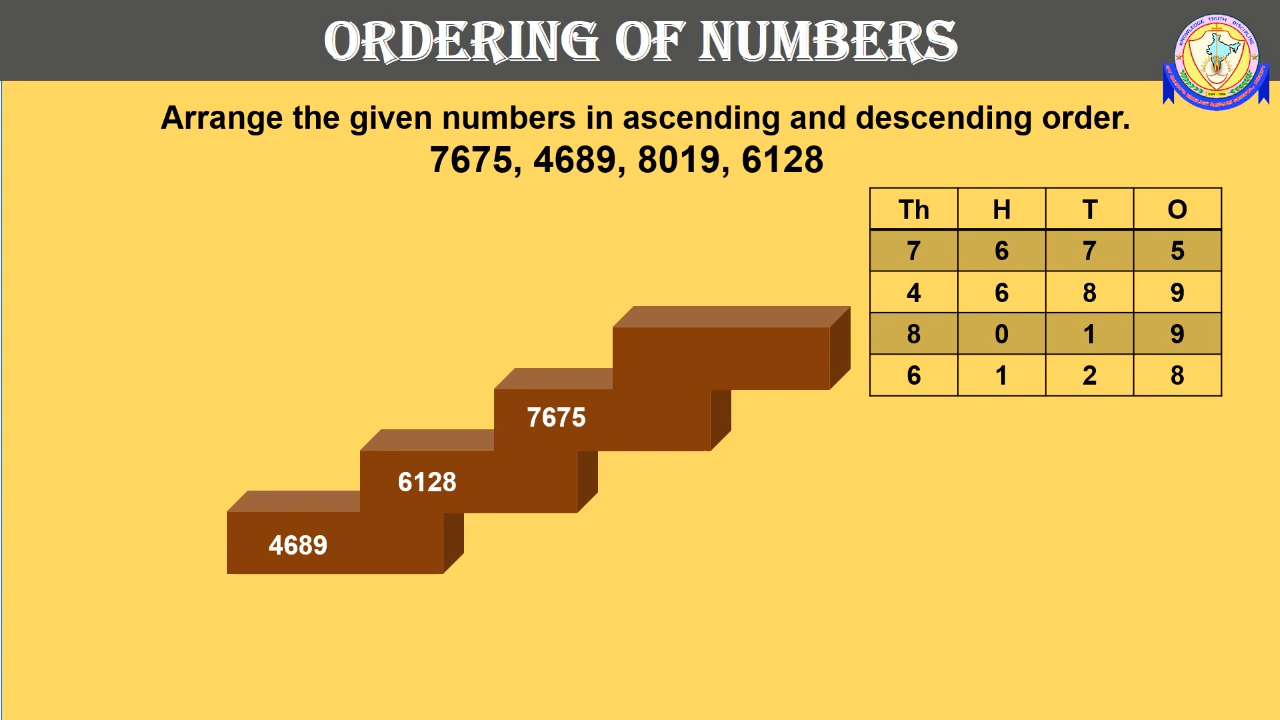 ORDERING OF NUMBERS
Arrange the given numbers in ascending and descending order.
7675, 4689, 8019, 6128
Th H T O
7 6 7 5
4 6 8 9
8 0 1 9
6 1 2 8
7675
6128
4689